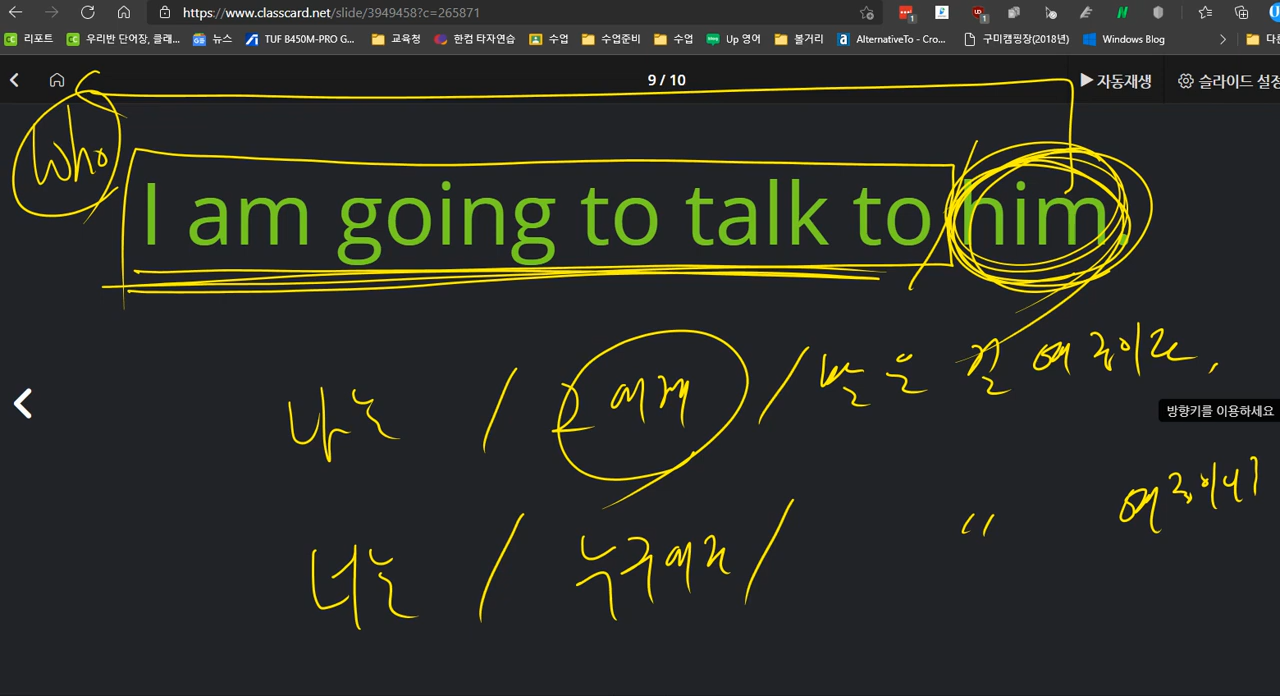 https://www.classcard.net/slide/3949458?c=265871
리포트 우리반 단어장, 클래... 뉴스 TUF B450M-PRO G... 교육청 한컴 타자연습 수업 수업준비 수업 Up 영어 볼거리 AlternativeTo - Cro... 구미캠핑장(2018년) Windows Blog 다른
9 / 10 자동재생 슬라이드 설정
Who
I am going to talk to him.
나는 / 그에게 / 말을 걸 예정이다.
방향키를 이용하세요
너는 / 누구에게 / " 예정이니?